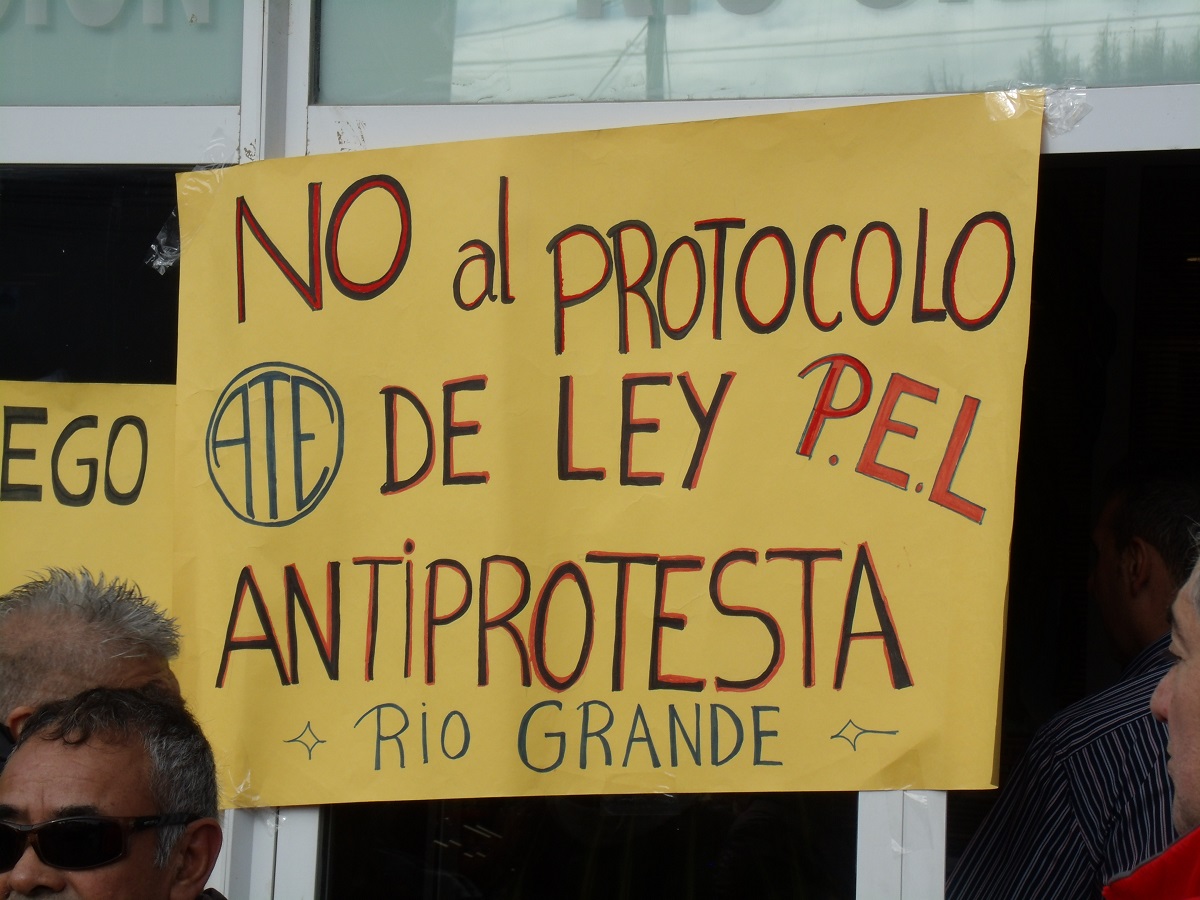 NO al PROTOCOLO
ATE DE LEY P.E.L
ANTIPROTESTA
RiO GRANDE
EGO